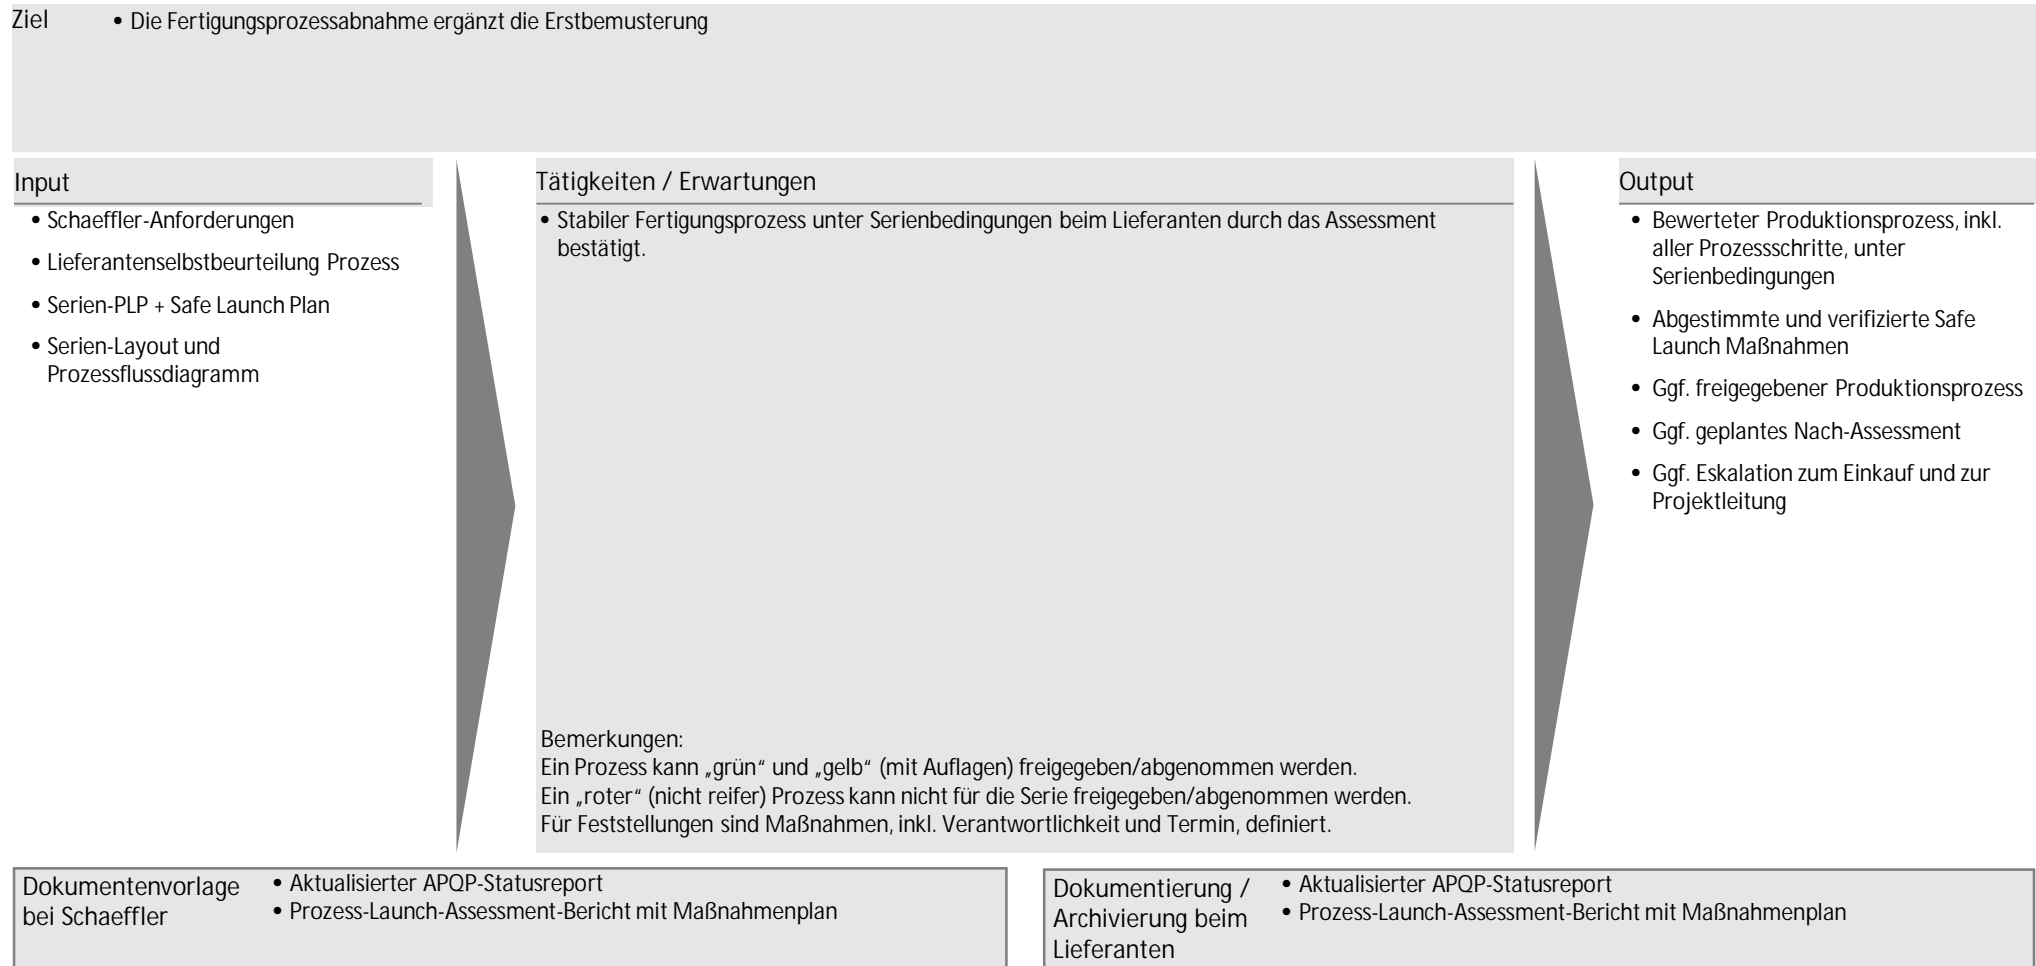 Ziel
• Die Fertigungsprozessabnahme ergänzt die Erstbemusterung
Input
• Schaeffler-Anforderungen
• Lieferantenselbstbeurteilung Prozess
• Serien-PLP + Safe Launch Plan
• Serien-Layout und
Prozessflussdiagramm
Tätigkeiten / Erwartungen
• Stabiler Fertigungsprozess unter Serienbedingungen beim Lieferanten durch das Assessment
bestätigt.
Bemerkungen:
Ein Prozess kann „grün“ und „gelb“ (mit Auflagen) freigegeben/abgenommen werden.
Ein „roter“ (nicht reifer) Prozess kann nicht für die Serie freigegeben/abgenommen werden.
Für Feststellungen sind Maßnahmen, inkl. Verantwortlichkeit und Termin, definiert.
Output
• Bewerteter Produktionsprozess, inkl.
aller Prozessschritte, unter
Serienbedingungen
• Abgestimmte und verifizierte Safe
Launch Maßnahmen
• Ggf. freigegebener Produktionsprozess
• Ggf. geplantes Nach-Assessment
• Ggf. Eskalation zum Einkauf und zur
Projektleitung
Dokumentenvorlage
bei Schaeffler
• Aktualisierter APQP-Statusreport
• Prozess-Launch-Assessment-Bericht mit Maßnahmenplan
Dokumentierung /
Archivierung beim
Lieferanten
• Aktualisierter APQP-Statusreport
• Prozess-Launch-Assessment-Bericht mit Maßnahmenplan